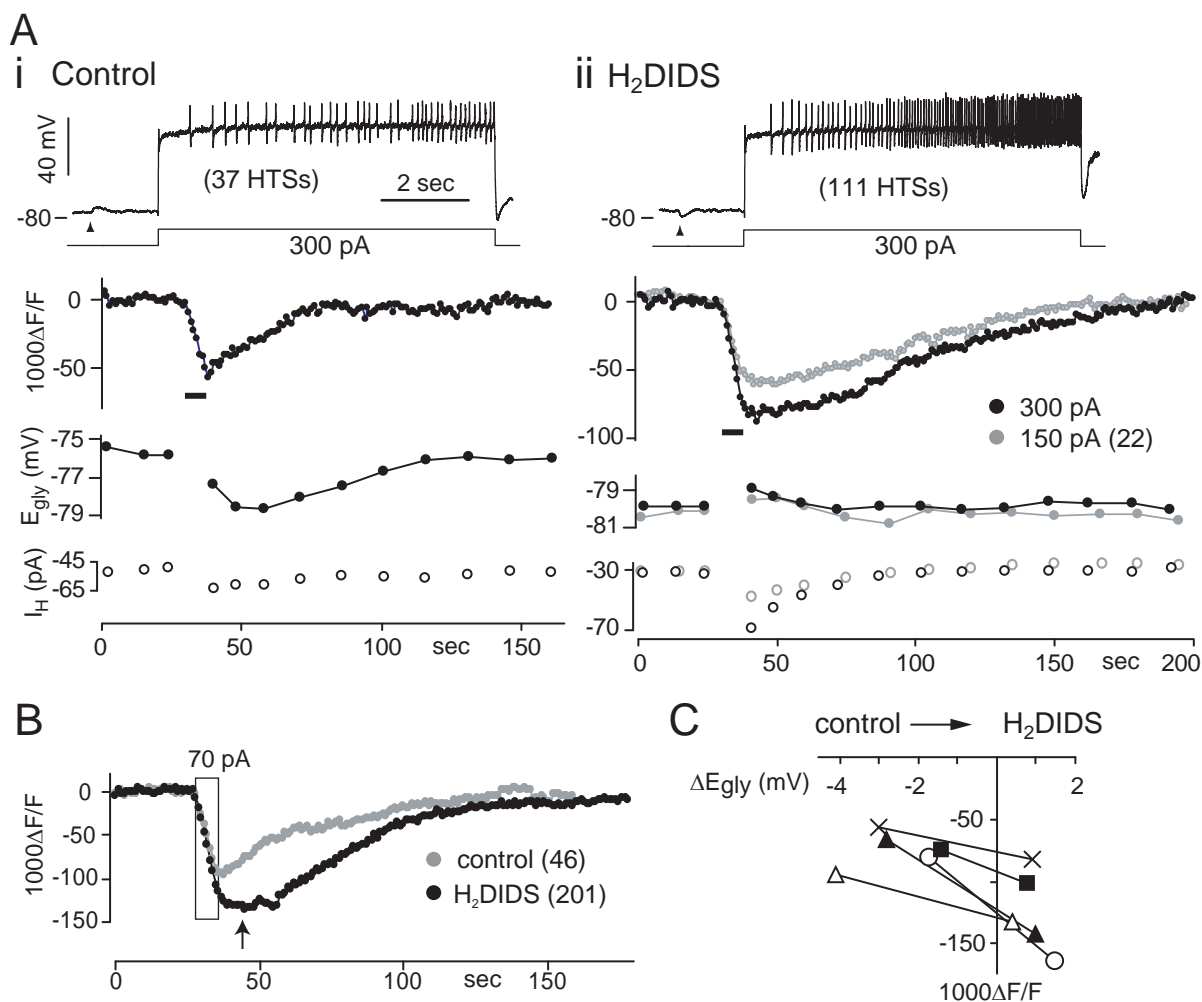 A
i Control
ii H₂DIDS
40 mV
(37 HTSs)
2 sec
-80
300 pA
(111 HTSs)
-80
300 pA
1000ΔF/F
0
-50
0
-50
-100
300 pA
150 pA (22)
E_gly (mV)
-75
-77
-79
-79
-81
I_H (pA)
-45
-65
-30
-70
0 50 100 sec 150
0 50 100 150 sec 200
B
70 pA
1000ΔF/F
0
-50
-100
-150
control (46)
H₂DIDS (201)
0 50 100 sec 150
C
control H₂DIDS
ΔE_gly (mV) -4 -2 2
-50
-150
1000ΔF/F